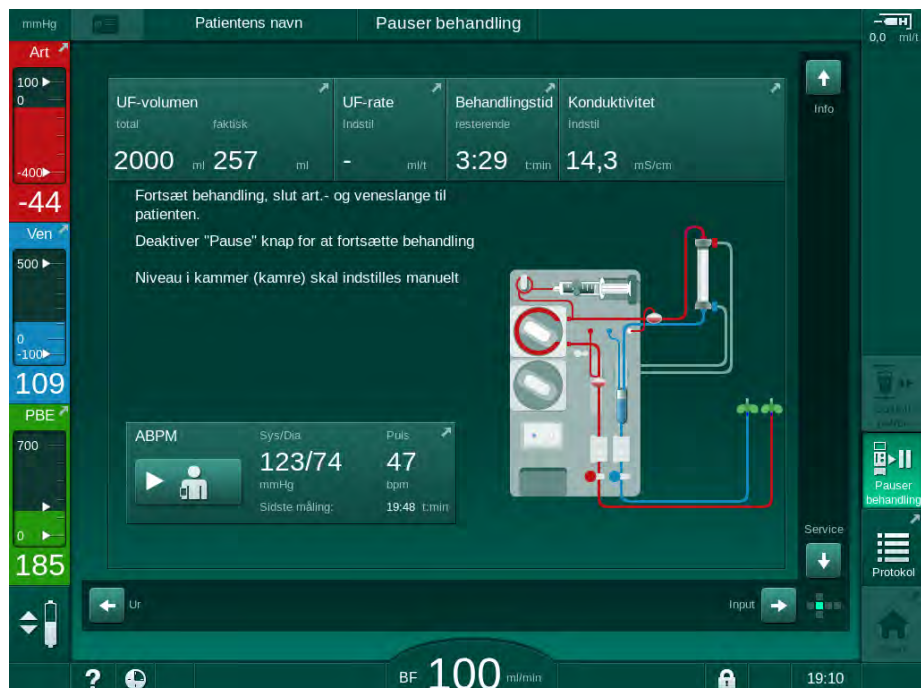 mmHg
Patientens navn
Pauser behandling
0,0 ml/t
Art
100
0
-400
-44
Ven
500
0
-100
109
PBE
700
0
185
UF-volumen
total faktisk
2000 ml 257 ml
UF-rate
Indstil
- ml/t
Behandlingstid
resterende
3:29 t:min
Konduktivitet
Indstil
14,3 mS/cm
Info
Fortsæt behandling, slut art.- og veneslange til
patienten.
Deaktiver "Pause" knap for at fortsætte behandling
Niveau i kammer (kamre) skal indstilles manuelt
ABPM
Sys/Dia Puls
123/74 47
mmHg bpm
Sidste måling: 19:48 t:min
Service
Pauser
behandling
Protokol
Ur
Input
? BF 100 ml/min 19:10